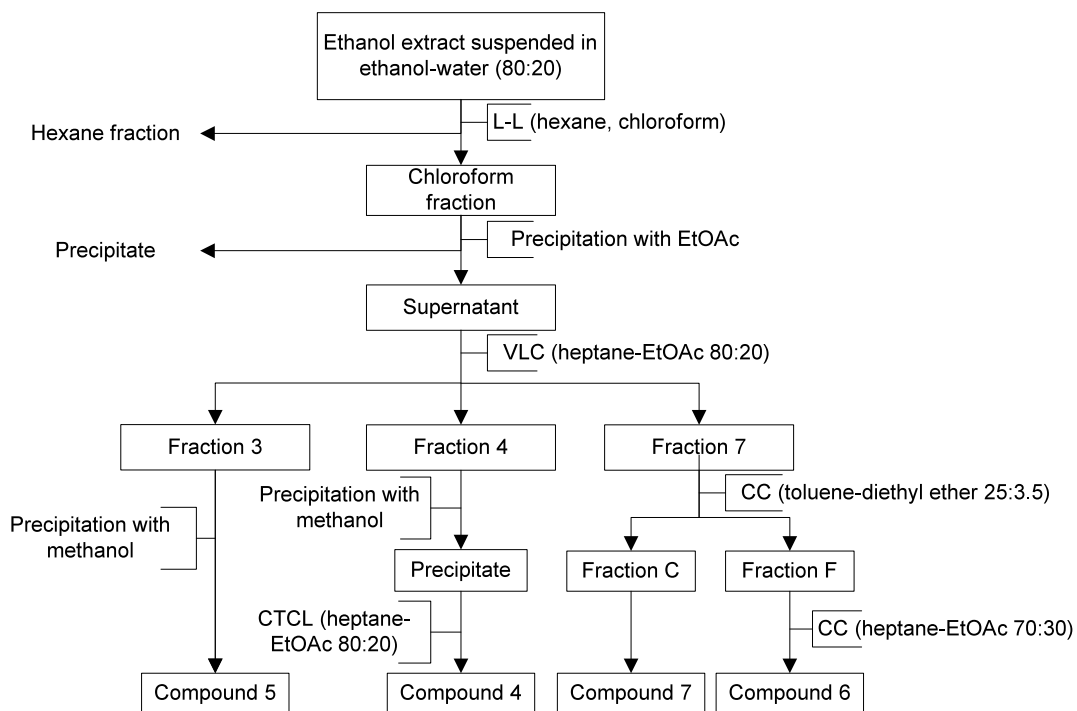 Ethanol extract suspended in
ethanol-water (80:20)
L-L (hexane, chloroform)
Hexane fraction
Chloroform
fraction
Precipitation with EtOAc
Precipitate
Supernatant
VLC (heptane-EtOAc 80:20)
Fraction 3
Fraction 4
Fraction 7
Precipitation with
methanol
CC (toluene-diethyl ether 25:3.5)
Precipitation with
methanol
Precipitate
Fraction C
Fraction F
CTCL (heptane-
EtOAc 80:20)
CC (heptane-EtOAc 70:30)
Compound 5
Compound 4
Compound 7
Compound 6